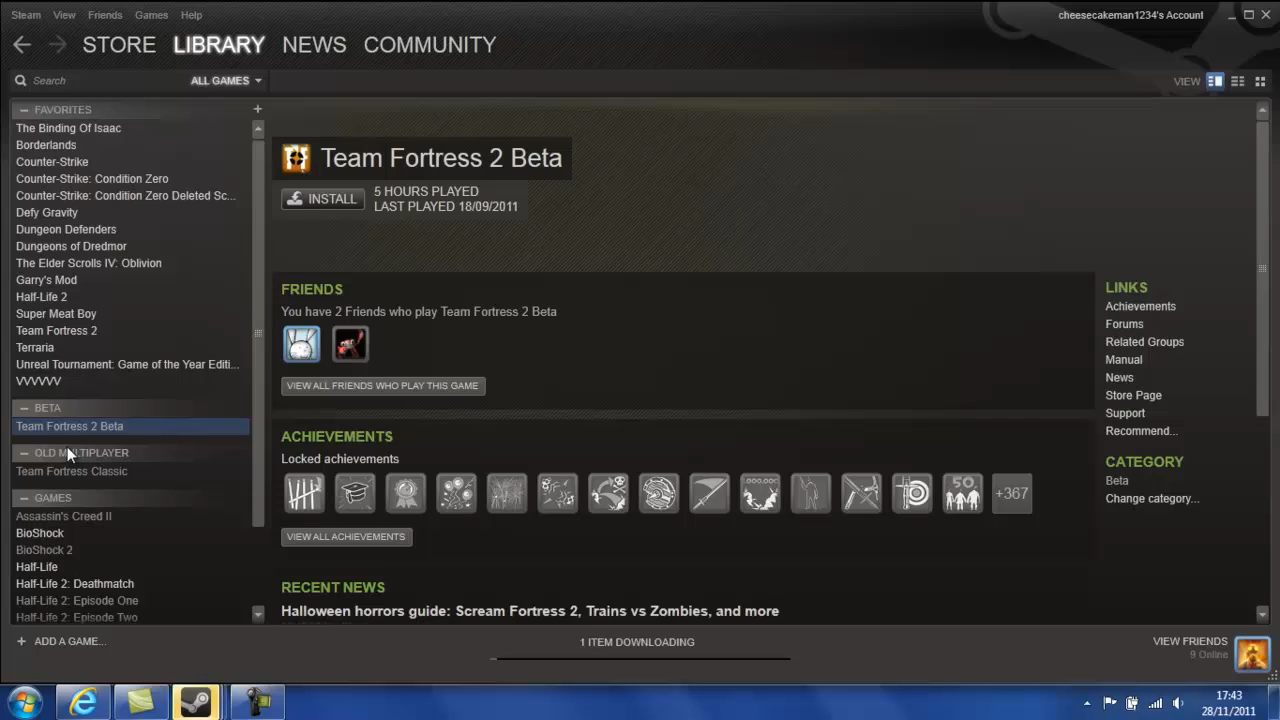 Steam View Friends Games Help
cheesecakeman1234's Account
STORE LIBRARY NEWS COMMUNITY
Search ALL GAMES VIEW
FAVORITES +
The Binding Of Isaac
Borderlands
Counter-Strike
Counter-Strike: Condition Zero
Counter-Strike: Condition Zero Deleted Sc...
Defy Gravity
Dungeon Defenders
Dungeons of Dredmor
The Elder Scrolls IV: Oblivion
Garry's Mod
Half-Life 2
Super Meat Boy
Team Fortress 2
Terraria
Unreal Tournament: Game of the Year Editi...
VVVVVV
BETA
Team Fortress 2 Beta
OLD MULTIPLAYER
Team Fortress Classic
GAMES
Assassin's Creed II
BioShock
BioShock 2
Half-Life
Half-Life 2: Deathmatch
Half-Life 2: Episode One
Half-Life 2: Episode Two
Team Fortress 2 Beta
INSTALL
5 HOURS PLAYED
LAST PLAYED 18/09/2011
FRIENDS
You have 2 Friends who play Team Fortress 2 Beta
VIEW ALL FRIENDS WHO PLAY THIS GAME
ACHIEVEMENTS
Locked achievements
1,000,000
50
+367
VIEW ALL ACHIEVEMENTS
RECENT NEWS
Halloween horrors guide: Scream Fortress 2, Trains vs Zombies, and more
LINKS
Achievements
Forums
Related Groups
Manual
News
Store Page
Support
Recommend...
CATEGORY
Beta
Change category...
+ ADD A GAME...
1 ITEM DOWNLOADING
VIEW FRIENDS
9 Online
17:43
28/11/2011